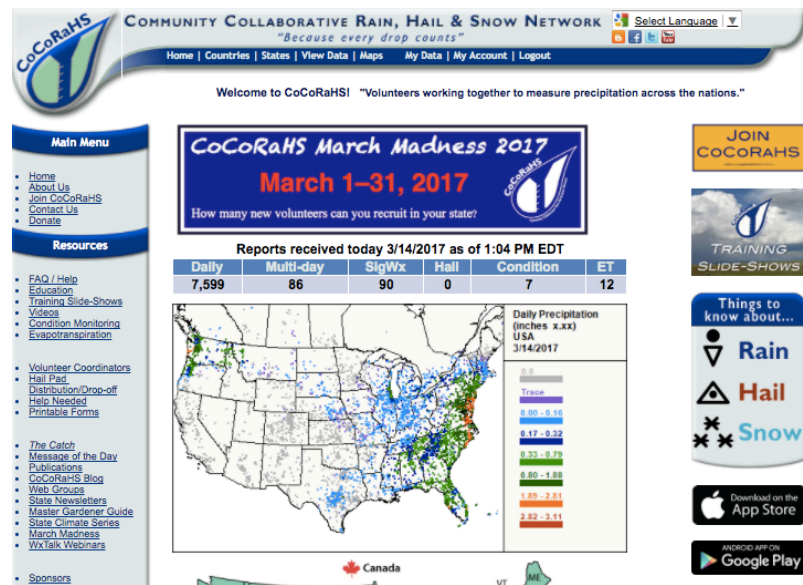 CoCoRaHS
COMMUNITY COLLABORATIVE RAIN, HAIL & SNOW NETWORK
"Because every drop counts"
Select Language ▼
Home | Countries | States | View Data | Maps My Data | My Account | Logout
Welcome to CoCoRaHS! "Volunteers working together to measure precipitation across the nations."
Main Menu
Home
About Us
Join CoCoRaHS
Contact Us
Donate
Resources
FAQ / Help
Education
Training Slide-Shows
Videos
Condition Monitoring
Evapotranspiration
Volunteer Coordinators
Hail Pad
Distribution/Drop-off
Help Needed
Printable Forms
The Catch
Message of the Day
Publications
CoCoRaHS Blog
Web Groups
State Newsletters
Master Gardener Guide
State Climate Series
March Madness
WxTalk Webinars
Sponsors
CoCoRaHS March Madness 2017
March 1–31, 2017
How many new volunteers can you recruit in your state?
CoCoRaHS
Reports received today 3/14/2017 as of 1:04 PM EDT
Daily Multi-day SigWx Hail Condition ET
7,599 86 90 0 7 12
Daily Precipitation
(inches x.xx)
USA
3/14/2017
0.0
Trace
0.00 - 0.16
0.17 - 0.32
0.33 - 0.79
0.80 - 1.88
1.89 - 2.81
2.82 - 3.11
Canada
VT
ME
JOIN
COCORAHS
TRAINING
SLIDE-SHOWS
Things to
know about...
Rain
Hail
Snow
Download on the
App Store
ANDROID APP ON
Google Play